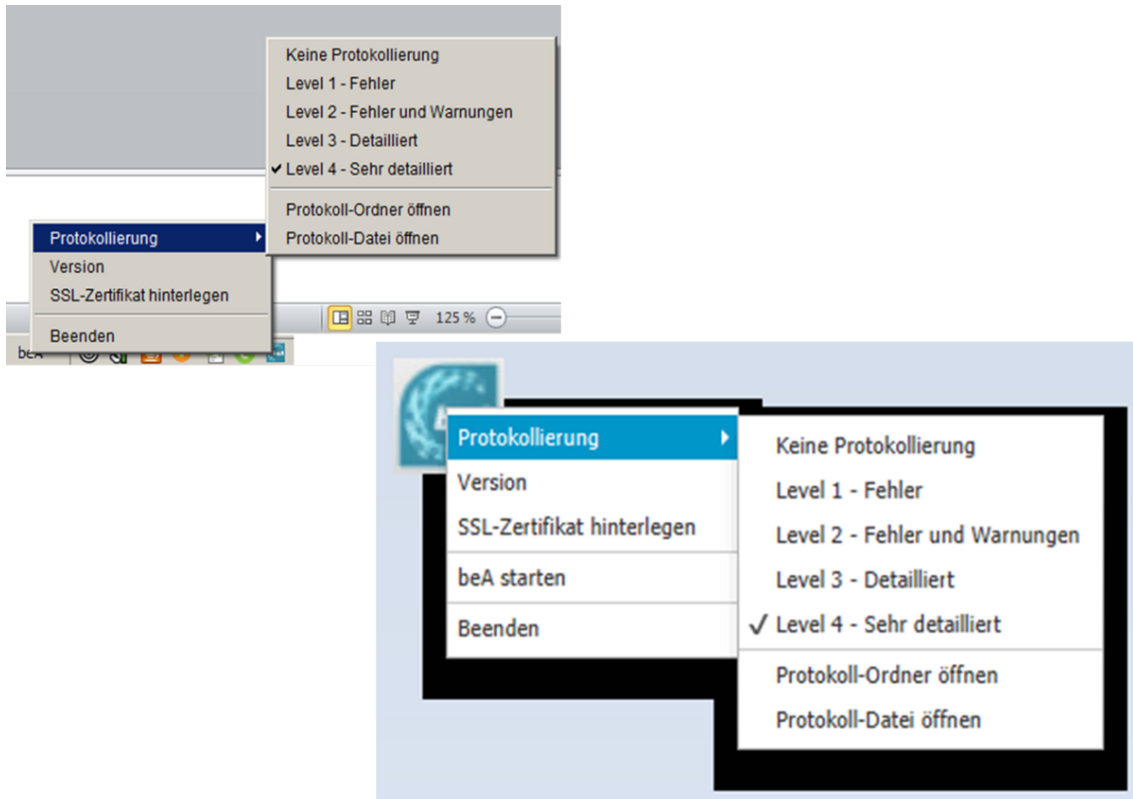 Keine Protokollierung
Level 1 - Fehler
Level 2 - Fehler und Warnungen
Level 3 - Detailliert
Level 4 - Sehr detailliert
Protokoll-Ordner öffnen
Protokoll-Datei öffnen
Protokollierung
Version
SSL-Zertifikat hinterlegen
Beenden
125 %
beA
Protokollierung
Version
SSL-Zertifikat hinterlegen
beA starten
Beenden
Keine Protokollierung
Level 1 - Fehler
Level 2 - Fehler und Warnungen
Level 3 - Detailliert
Level 4 - Sehr detailliert
Protokoll-Ordner öffnen
Protokoll-Datei öffnen